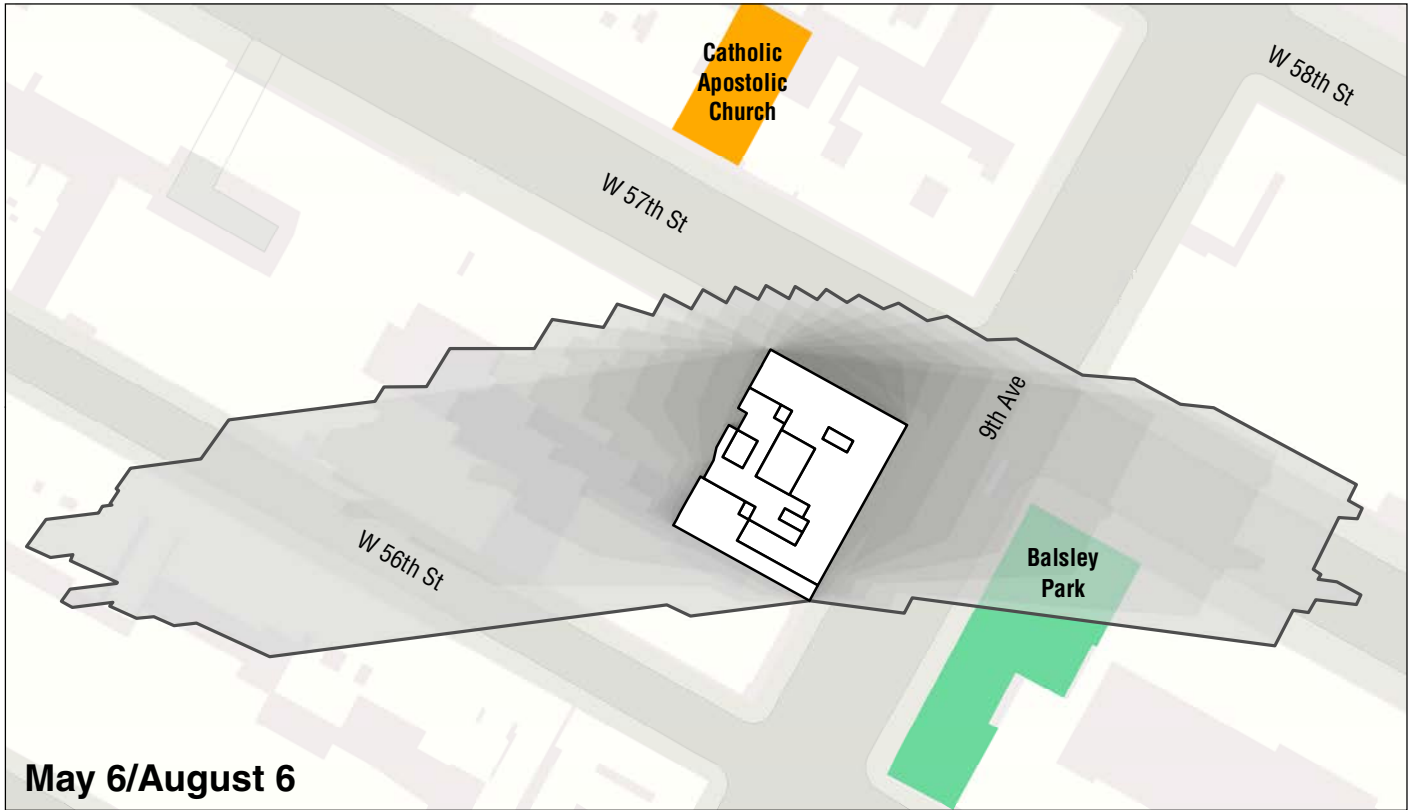 Catholic
Apostolic
Church
W 58th St
W 57th St
9th Ave
W 56th St
Balsley
Park
May 6/August 6